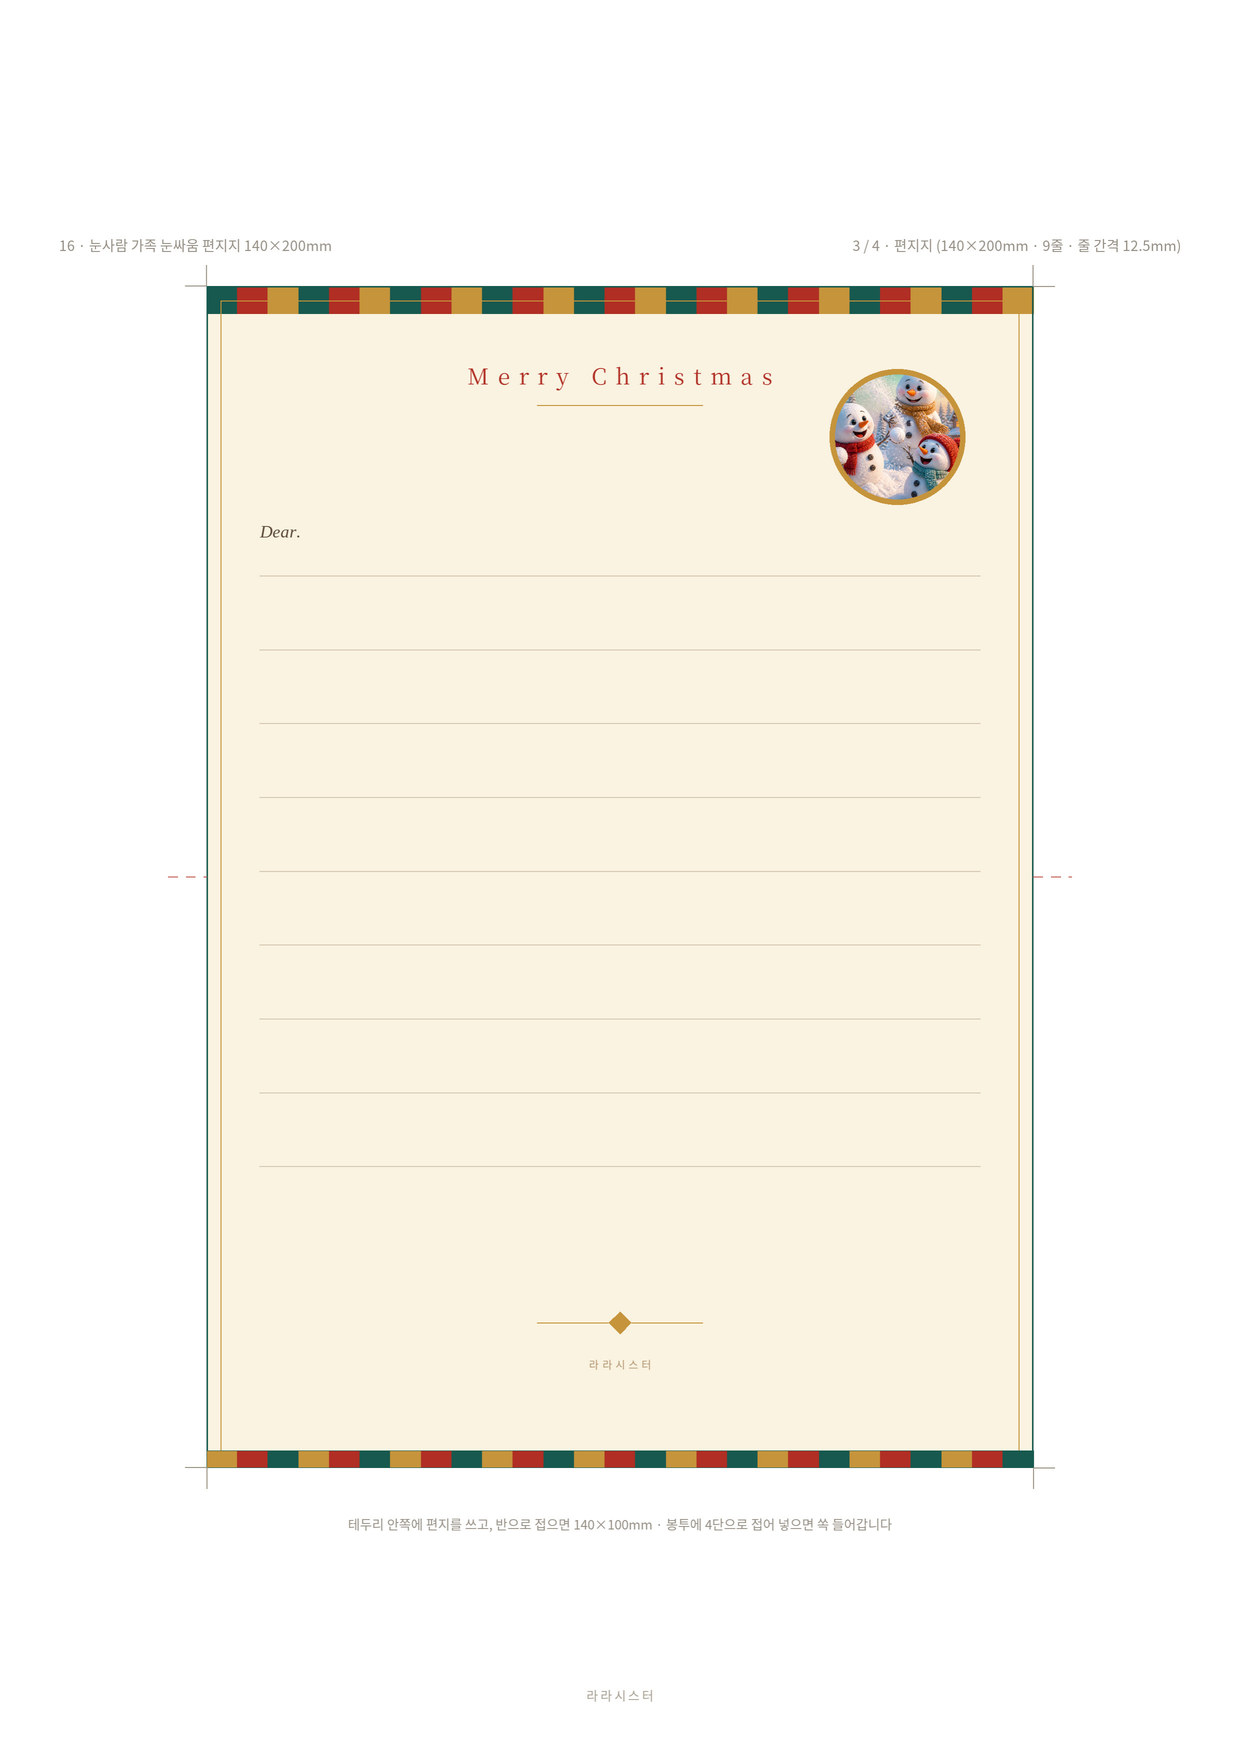 16 · 눈사람 가족 눈싸움 편지지 140×200mm
3 / 4 · 편지지 (140×200mm · 9줄 · 줄 간격 12.5mm)
Merry Christmas
Dear.
라라시스터
테두리 안쪽에 편지를 쓰고, 반으로 접으면 140×100mm · 봉투에 4단으로 접어 넣으면 쏙 들어갑니다
라라시스터